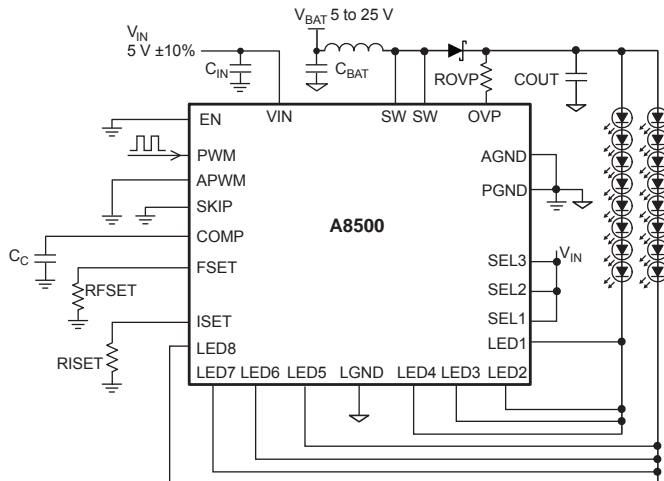 V_BAT 5 to 25 V
V_IN
5 V ±10%
C_IN
C_BAT
ROVP
COUT
VIN
SW
SW
OVP
EN
PWM
APWM
SKIP
COMP
FSET
ISET
LED8
C_C
RFSET
RISET
A8500
AGND
PGND
V_IN
SEL3
SEL2
SEL1
LED1
LED7
LED6
LED5
LGND
LED4
LED3
LED2